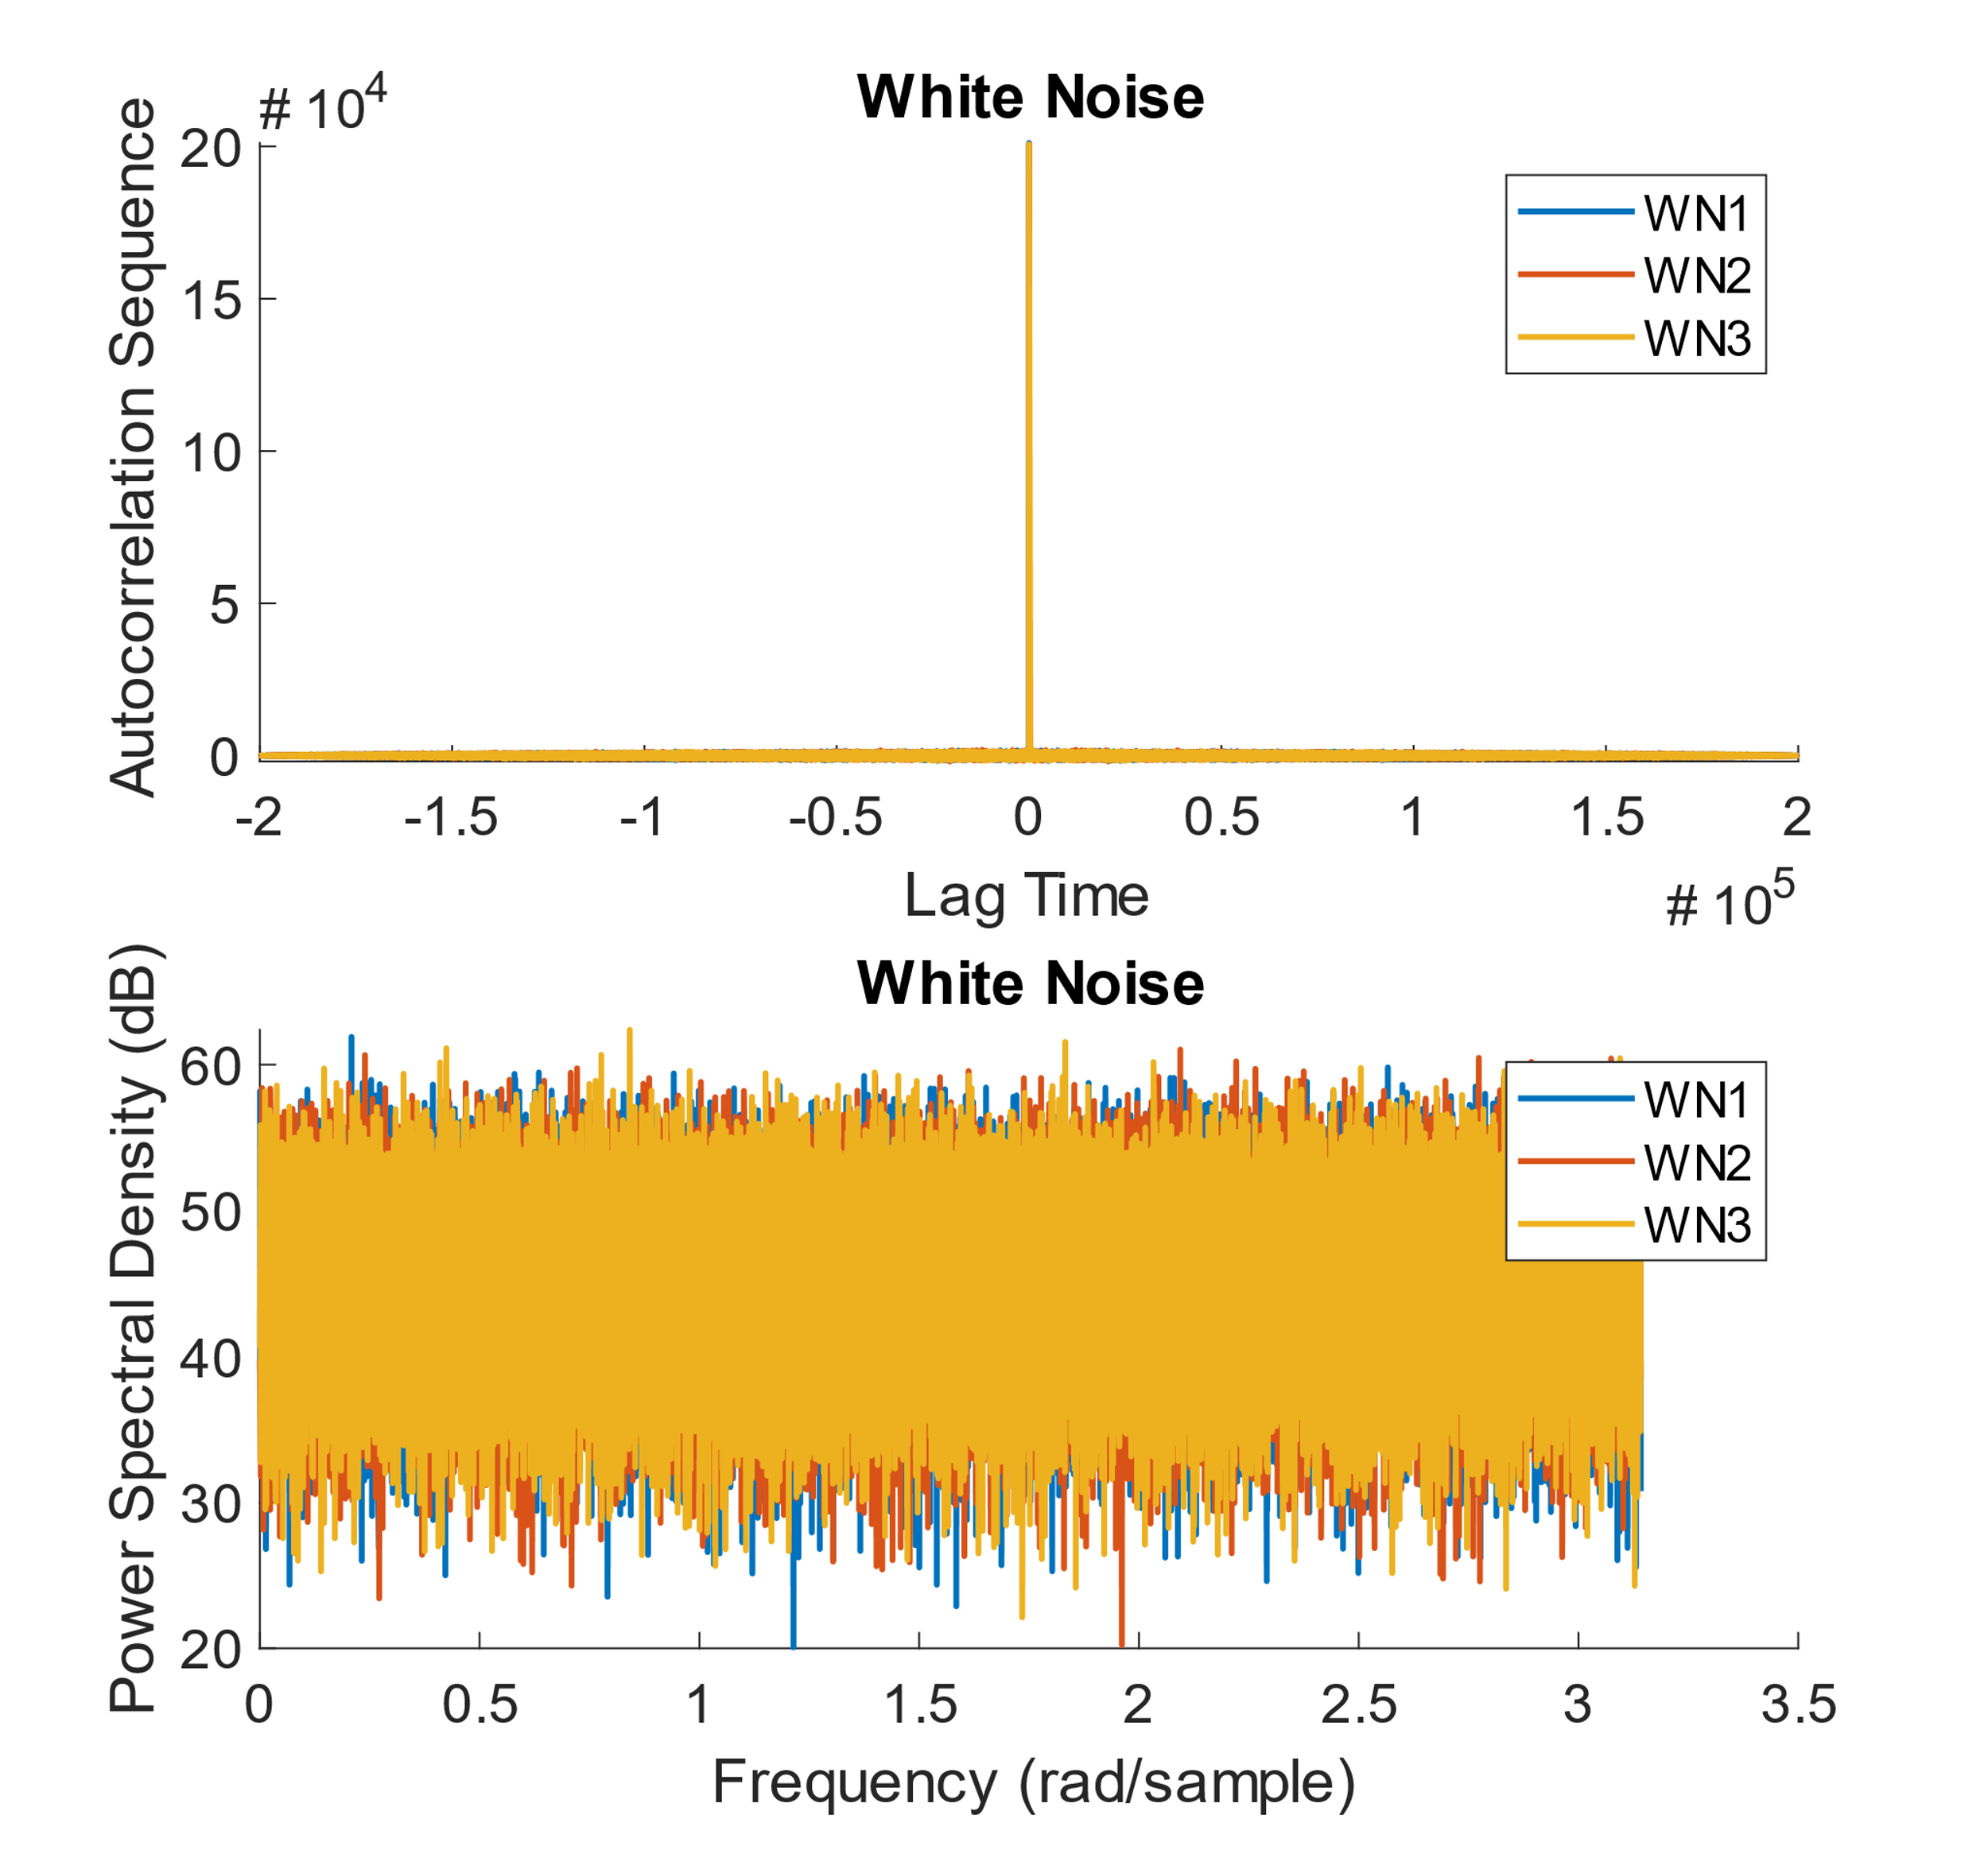 White Noise
# 10^4
Autocorrelation Sequence
20
15
10
5
0
WN1
WN2
WN3
-2 -1.5 -1 -0.5 0 0.5 1 1.5 2
Lag Time
# 10^5
White Noise
Power Spectral Density (dB)
60
50
40
30
20
WN1
WN2
WN3
0 0.5 1 1.5 2 2.5 3 3.5
Frequency (rad/sample)